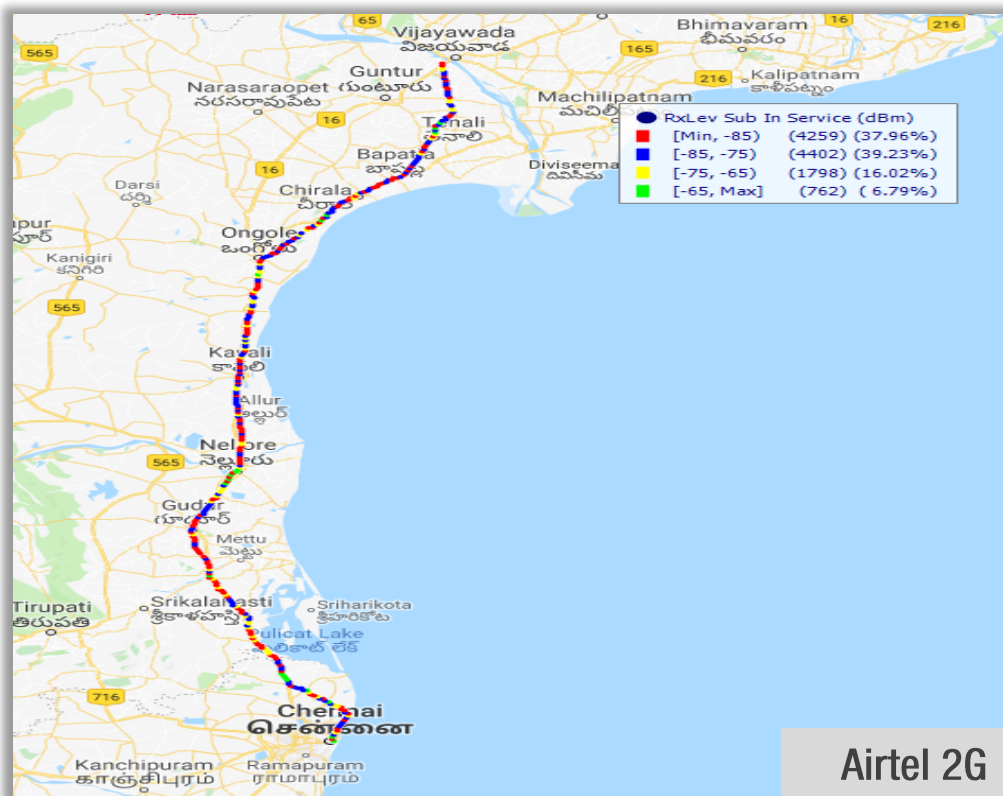 65
16
216
Bhimavaram
భీమవరం
Vijayawada
విజయవాడ
565
165
Guntur
గుంటూరు
216
Kalipatnam
కాళీపట్నం
Narasaraopet
నరసరావుపేట
Machilipatnam
16
Tenali
RxLev Sub In Service (dBm)
[Min, -85) (4259) (37.96%)
[-85, -75) (4402) (39.23%)
[-75, -65) (1798) (16.02%)
[-65, Max] (762) ( 6.79%)
Bapatla
Diviseema
దివిసీమ
16
Darsi
దర్శి
Chirala
Ongole
ఒంగోలు
Kanigiri
కనిగిరి
565
Kavali
Allur
Nellore
నెల్లూరు
565
Gudur
Mettu
మెట్టు
Tirupati
తిరుపతి
Srikalahasti
శ్రీకాళహస్తి
Sriharikota
శ్రీహరికోట
Pulicat Lake
716
Chennai
சென்னை
Kanchipuram
காஞ்சிபுரம்
Ramapuram
ராமாபுரம்
Airtel 2G